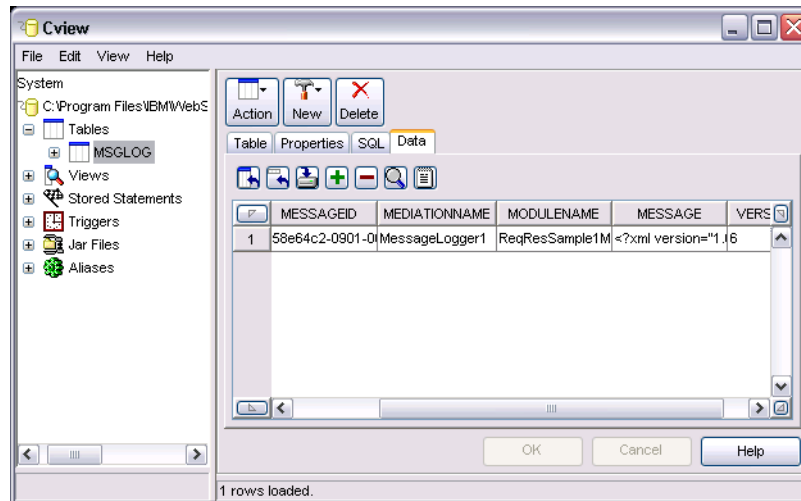 Cview
File Edit View Help
System
C:\Program Files\IBM\WebS
Tables
MSGLOG
Views
Stored Statements
Triggers
Jar Files
Aliases
Action New Delete
Table Properties SQL Data
MESSAGEID MEDIATIONNAME MODULENAME MESSAGE VERS
1 58e64c2-0901-0 MessageLogger1 ReqResSample1M <?xml version="1. 6
OK Cancel Help
1 rows loaded.